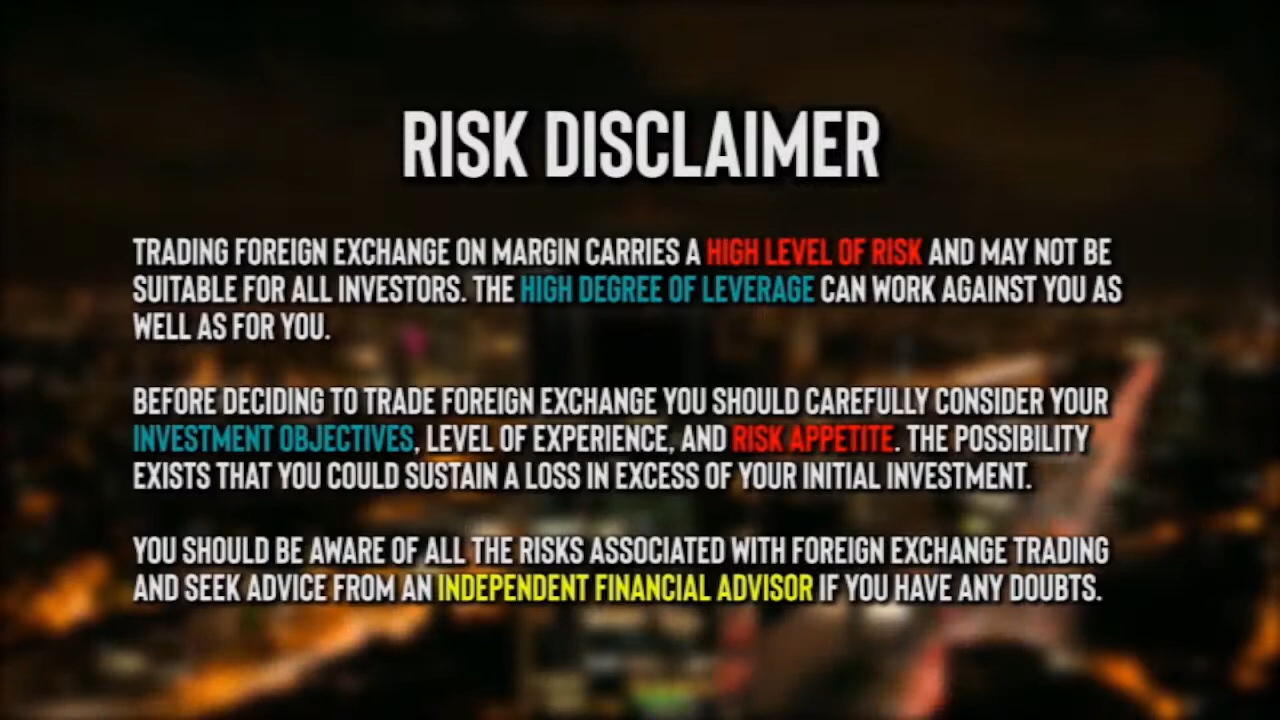 RISK DISCLAIMER
TRADING FOREIGN EXCHANGE ON MARGIN CARRIES A HIGH LEVEL OF RISK AND MAY NOT BE
SUITABLE FOR ALL INVESTORS. THE HIGH DEGREE OF LEVERAGE CAN WORK AGAINST YOU AS
WELL AS FOR YOU.
BEFORE DECIDING TO TRADE FOREIGN EXCHANGE YOU SHOULD CAREFULLY CONSIDER YOUR
INVESTMENT OBJECTIVES, LEVEL OF EXPERIENCE, AND RISK APPETITE. THE POSSIBILITY
EXISTS THAT YOU COULD SUSTAIN A LOSS IN EXCESS OF YOUR INITIAL INVESTMENT.
YOU SHOULD BE AWARE OF ALL THE RISKS ASSOCIATED WITH FOREIGN EXCHANGE TRADING
AND SEEK ADVICE FROM AN INDEPENDENT FINANCIAL ADVISOR IF YOU HAVE ANY DOUBTS.